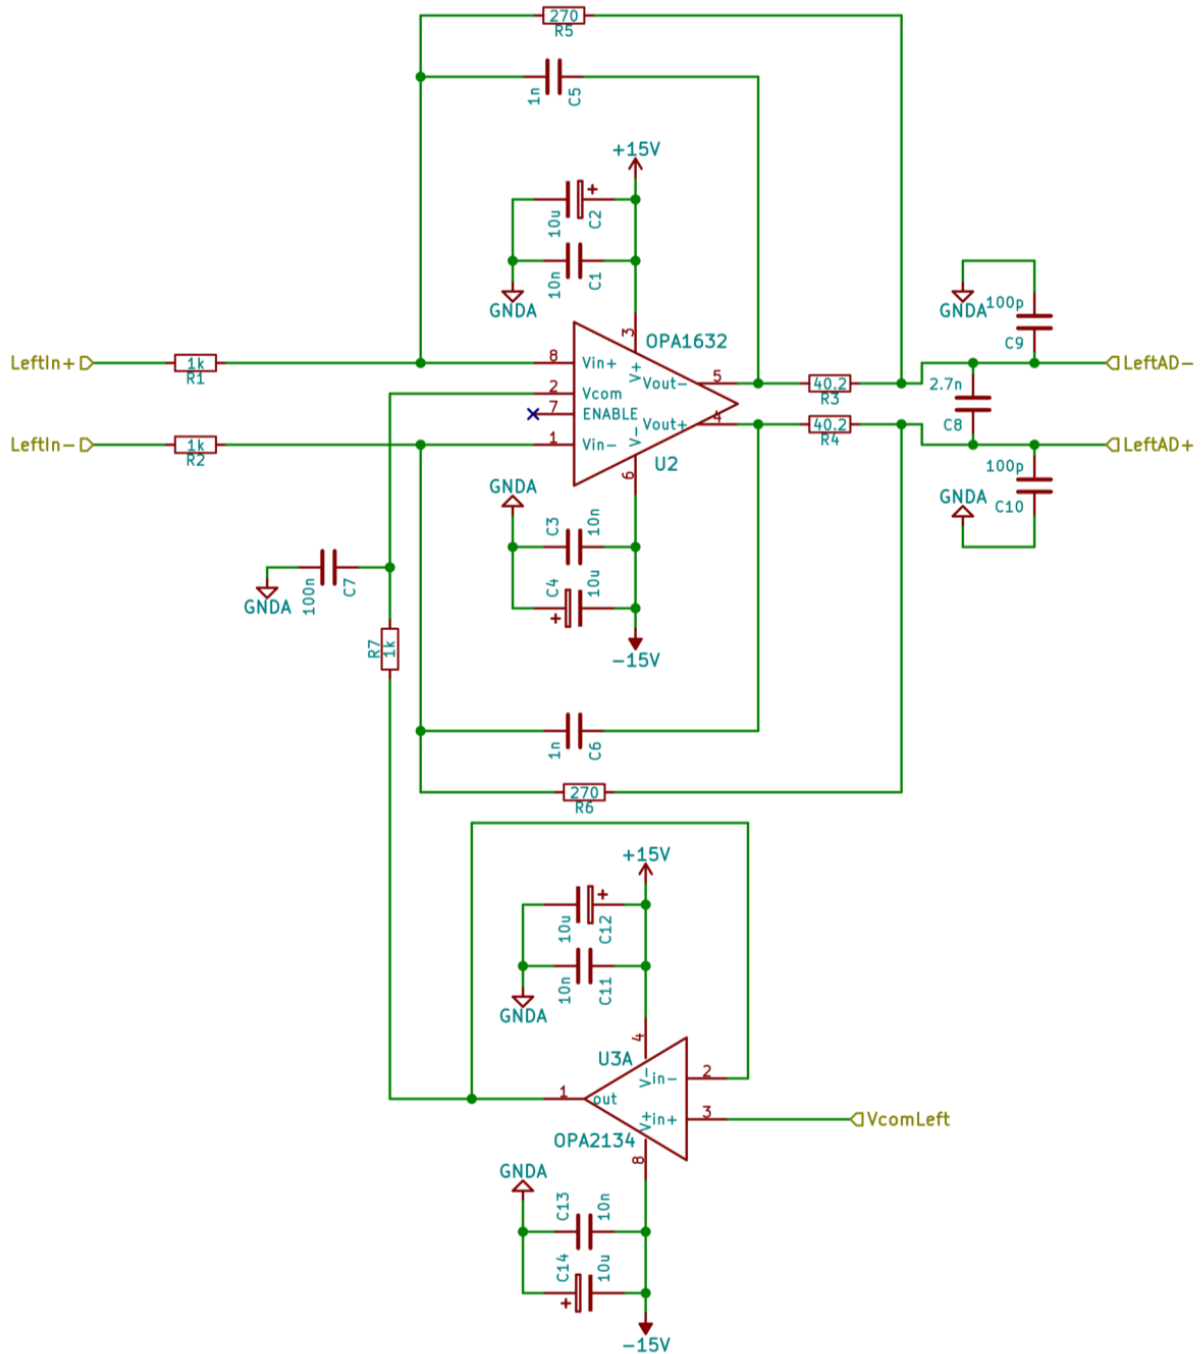 270
R5
1n
C5
+15V
10u
C2
10n
C1
GNDA
GNDA
100p
C9
OPA1632
3
LeftIn+
1k
R1
8
Vin+
V+
Vout-
5
40.2
R3
2.7n
C8
LeftAD-
2
Vcom
7
ENABLE
Vout+
4
40.2
R4
LeftIn-
1k
R2
1
Vin-
V-
U2
6
LeftAD+
100p
C10
GNDA
GNDA
C3
10n
C4
10u
-15V
GNDA
100n
C7
R7
1k
1n
C6
270
R6
+15V
10u
C12
10n
C11
GNDA
4
U3A
V-
in-
2
1
out
V+
in+
3
VcomLeft
OPA2134
8
GNDA
C13
10n
C14
10u
-15V